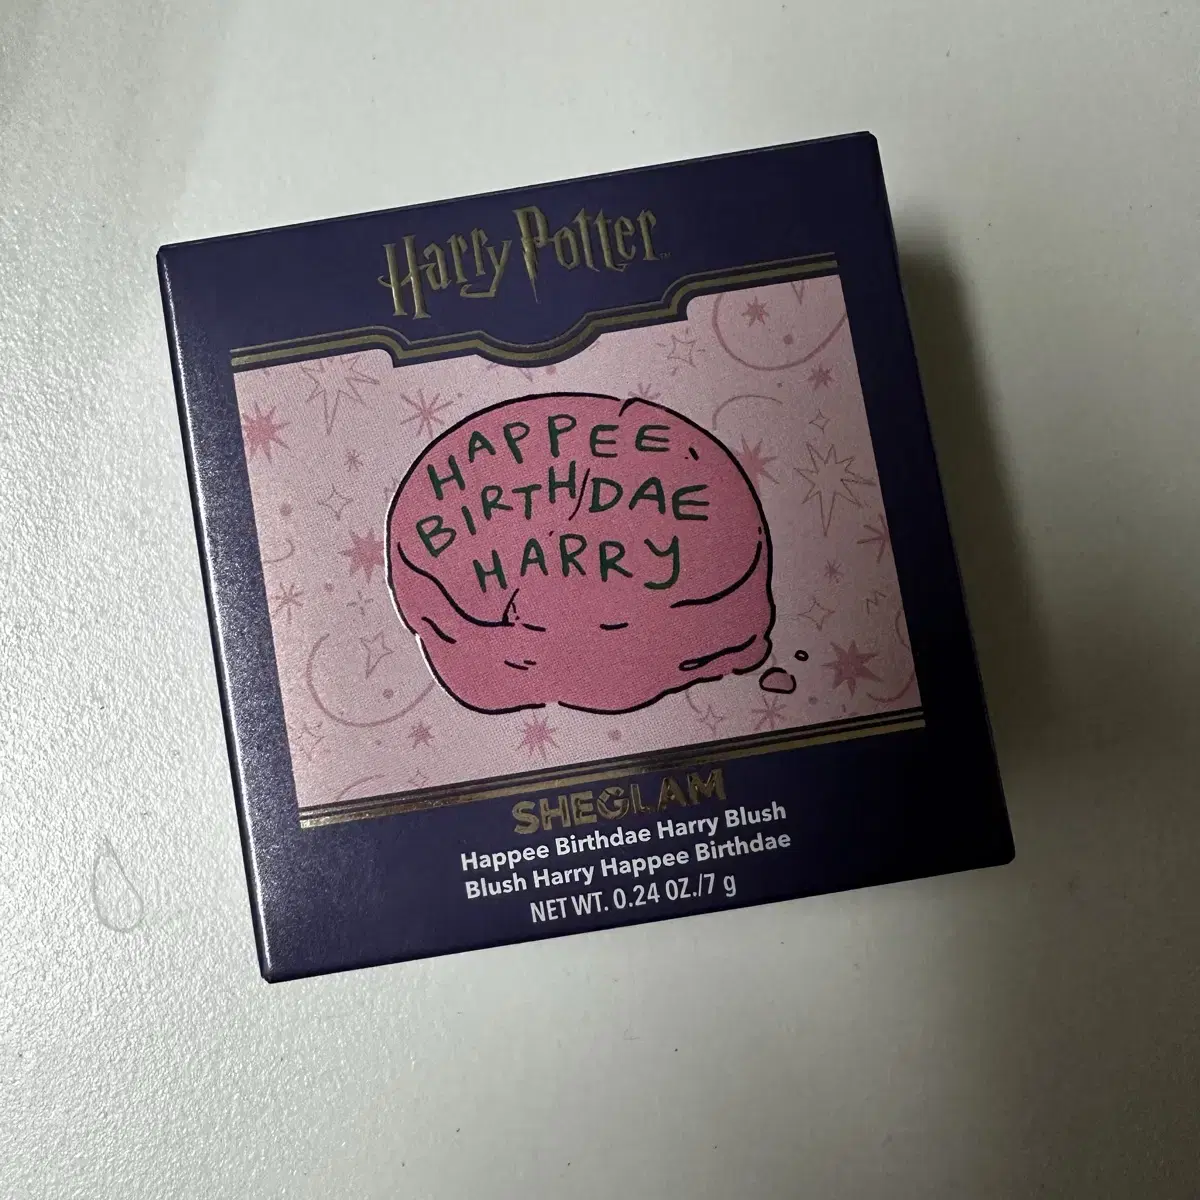 Harry Potter™
HAPPEE
BIRTHDAE
HARRY
SHEGLAM
Happee Birthdae Harry Blush
Blush Harry Happee Birthdae
NET WT. 0.24 OZ./7 g